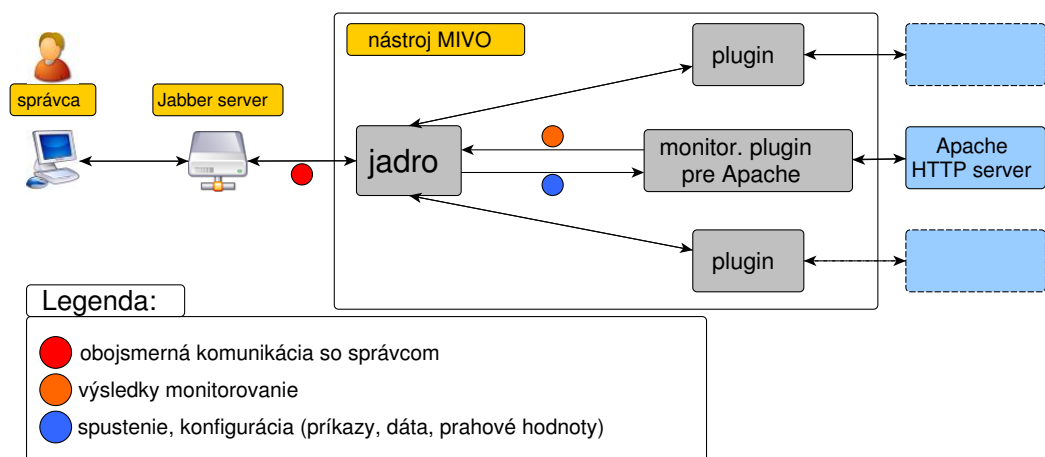 nástroj MIVO
správca
Jabber server
plugin
jadro
monitor. plugin
pre Apache
Apache
HTTP server
plugin
Legenda:
obojsmerná komunikácia so správcom
výsledky monitorovanie
spustenie, konfigurácia (príkazy, dáta, prahové hodnoty)